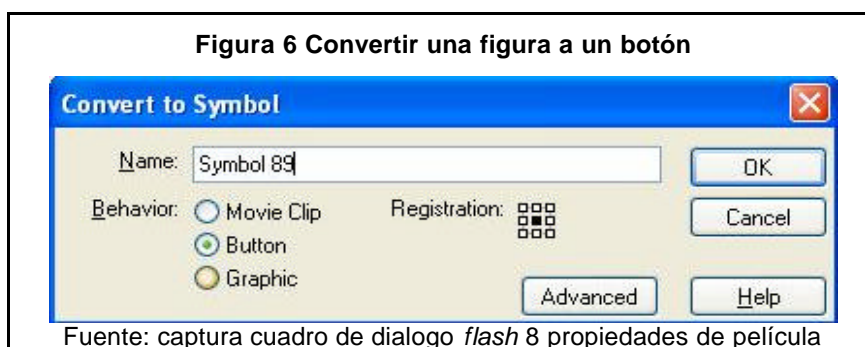 Figura 6 Convertir una figura a un botón
Convert to Symbol
Name: Symbol 89 OK
Behavior: Movie Clip Registration: Cancel
Button
Graphic
Advanced Help
Fuente: captura cuadro de dialogo flash 8 propiedades de película